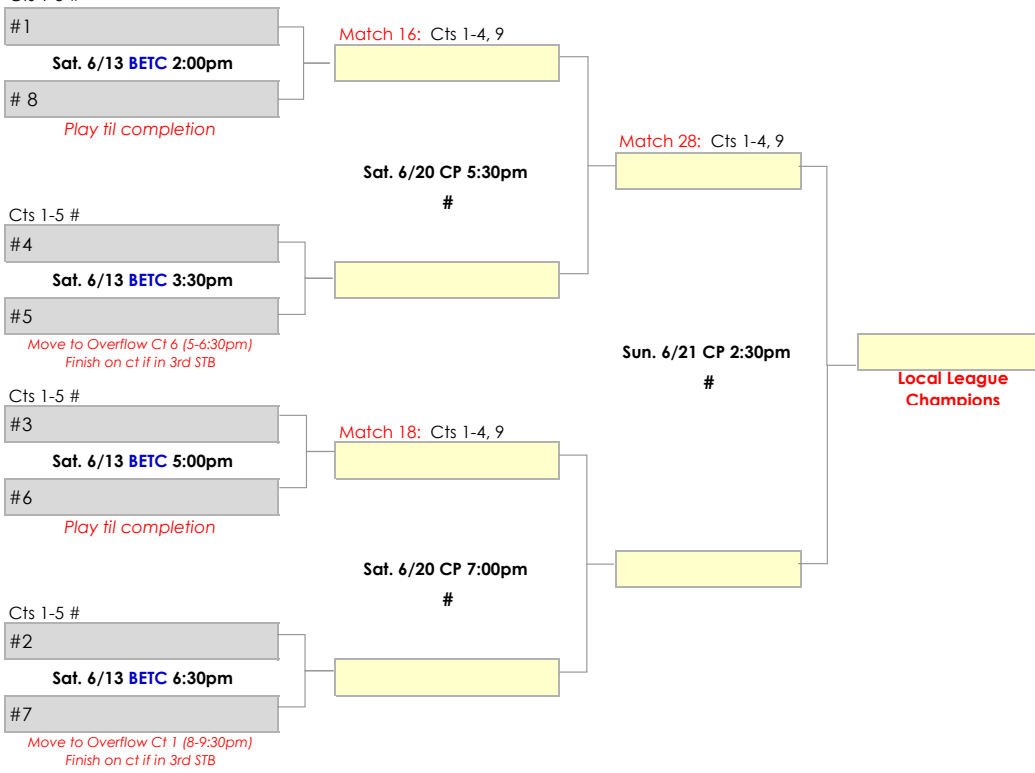 #1
Sat. 6/13 BETC 2:00pm
# 8
Play til completion
Match 16: Cts 1-4, 9
Sat. 6/20 CP 5:30pm
#
Match 28: Cts 1-4, 9
Cts 1-5 #
#4
Sat. 6/13 BETC 3:30pm
#5
Move to Overflow Ct 6 (5-6:30pm)
Finish on ct if in 3rd STB
Sun. 6/21 CP 2:30pm
#
Local League
Champions
Cts 1-5 #
#3
Sat. 6/13 BETC 5:00pm
#6
Play til completion
Match 18: Cts 1-4, 9
Sat. 6/20 CP 7:00pm
#
Cts 1-5 #
#2
Sat. 6/13 BETC 6:30pm
#7
Move to Overflow Ct 1 (8-9:30pm)
Finish on ct if in 3rd STB